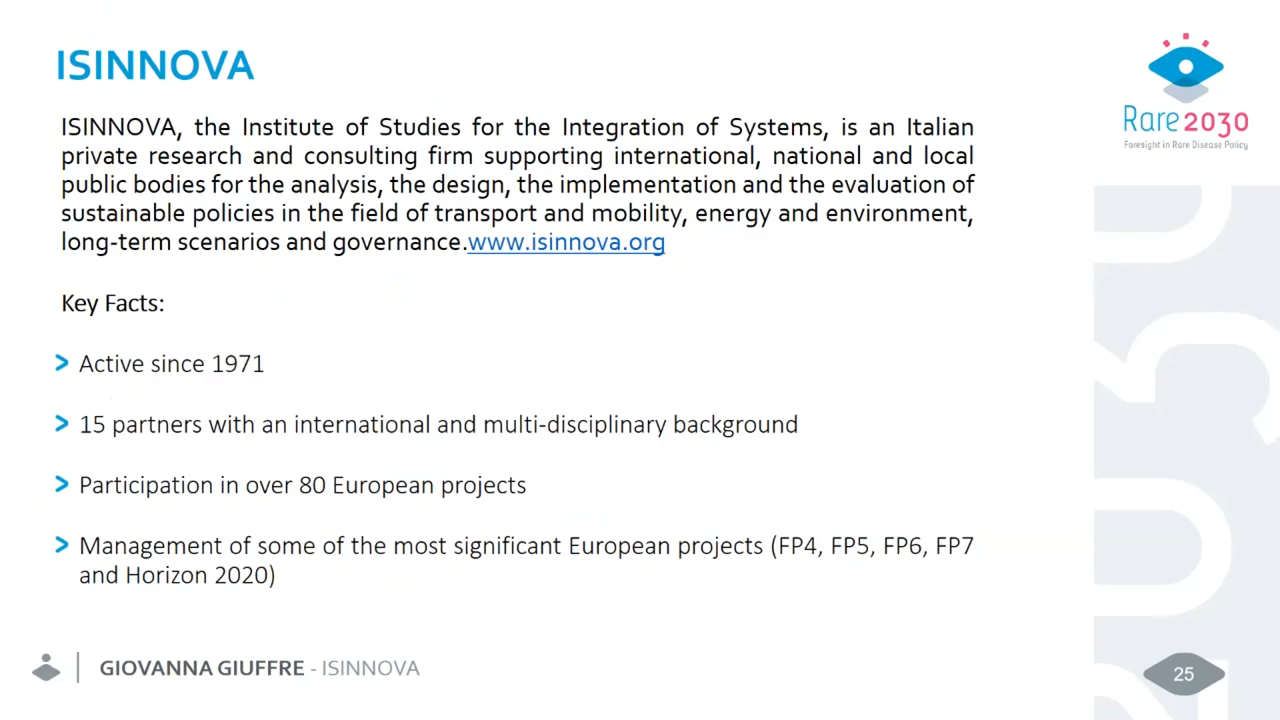 ISINNOVA
ISINNOVA, the Institute of Studies for the Integration of Systems, is an Italian
private research and consulting firm supporting international, national and local
public bodies for the analysis, the design, the implementation and the evaluation of
sustainable policies in the field of transport and mobility, energy and environment,
long-term scenarios and governance.www.isinnova.org
Key Facts:
> Active since 1971
> 15 partners with an international and multi-disciplinary background
> Participation in over 80 European projects
> Management of some of the most significant European projects (FP4, FP5, FP6, FP7
and Horizon 2020)
GIOVANNA GIUFFRE - ISINNOVA
Rare2030
Foresight in Rare Disease Policy
2030
25